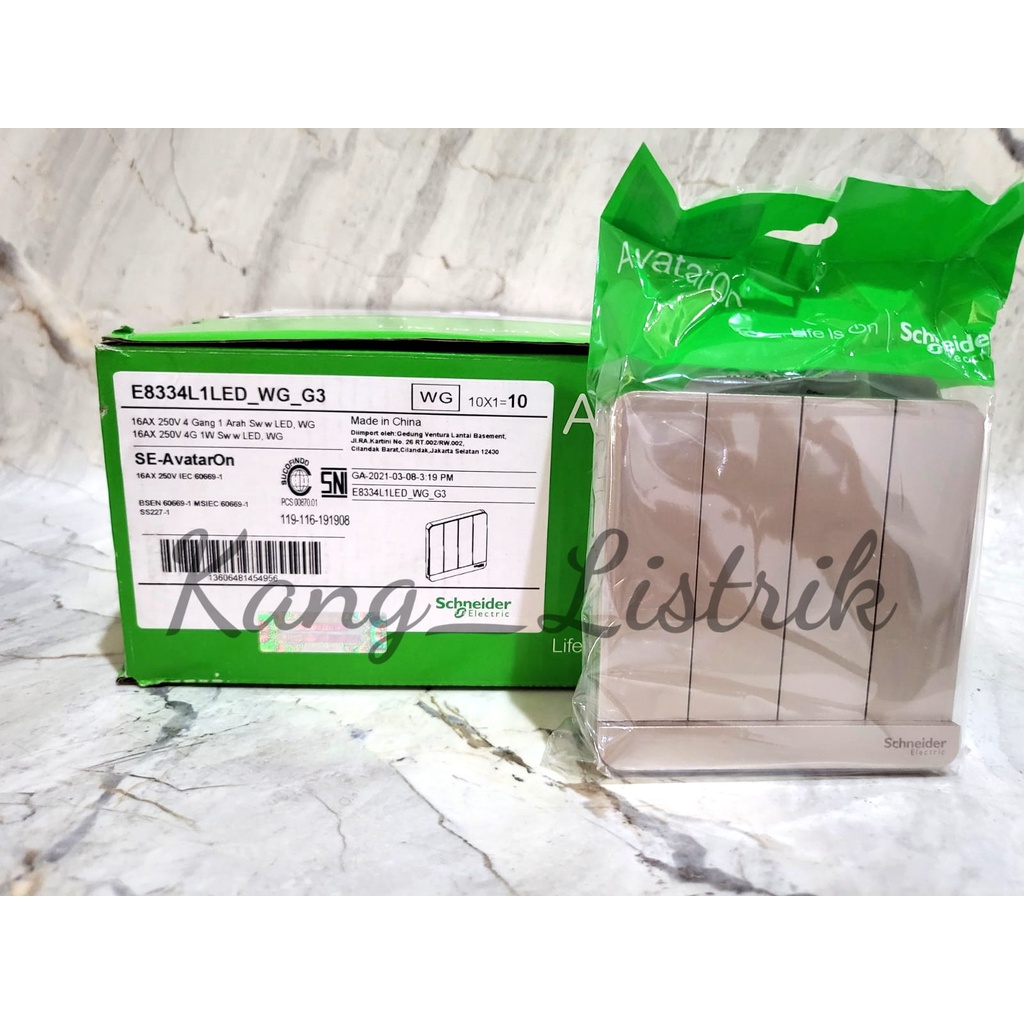 E8334L1LED_WG_G3
WG 10X1=10
16AX 250V 4 Gang 1 Arah Sw w LED, WG
16AX 250V 4G 1W Sw w LED, WG
Made in China
Diimport oleh:Gedung Ventura Lantai Basement,
Jl.RA.Kartini No. 26 RT.002/RW.002,
Cilandak Barat,Cilandak,Jakarta Selatan 12430
SE-AvatarOn
16AX 250V IEC 60669-1
BSEN 60669-1 MSIEC 60669-1
SS227-1
SUCOFINDO
SNI
PCS 00870.01
119-116-191908
GA-2021-03-08-3:19 PM
E8334L1LED_WG_G3
13606481454956
Schneider
Electric
Life
AvatarOn
Life Is On
Schneide
Schneider
Electric
Kang_Listrik